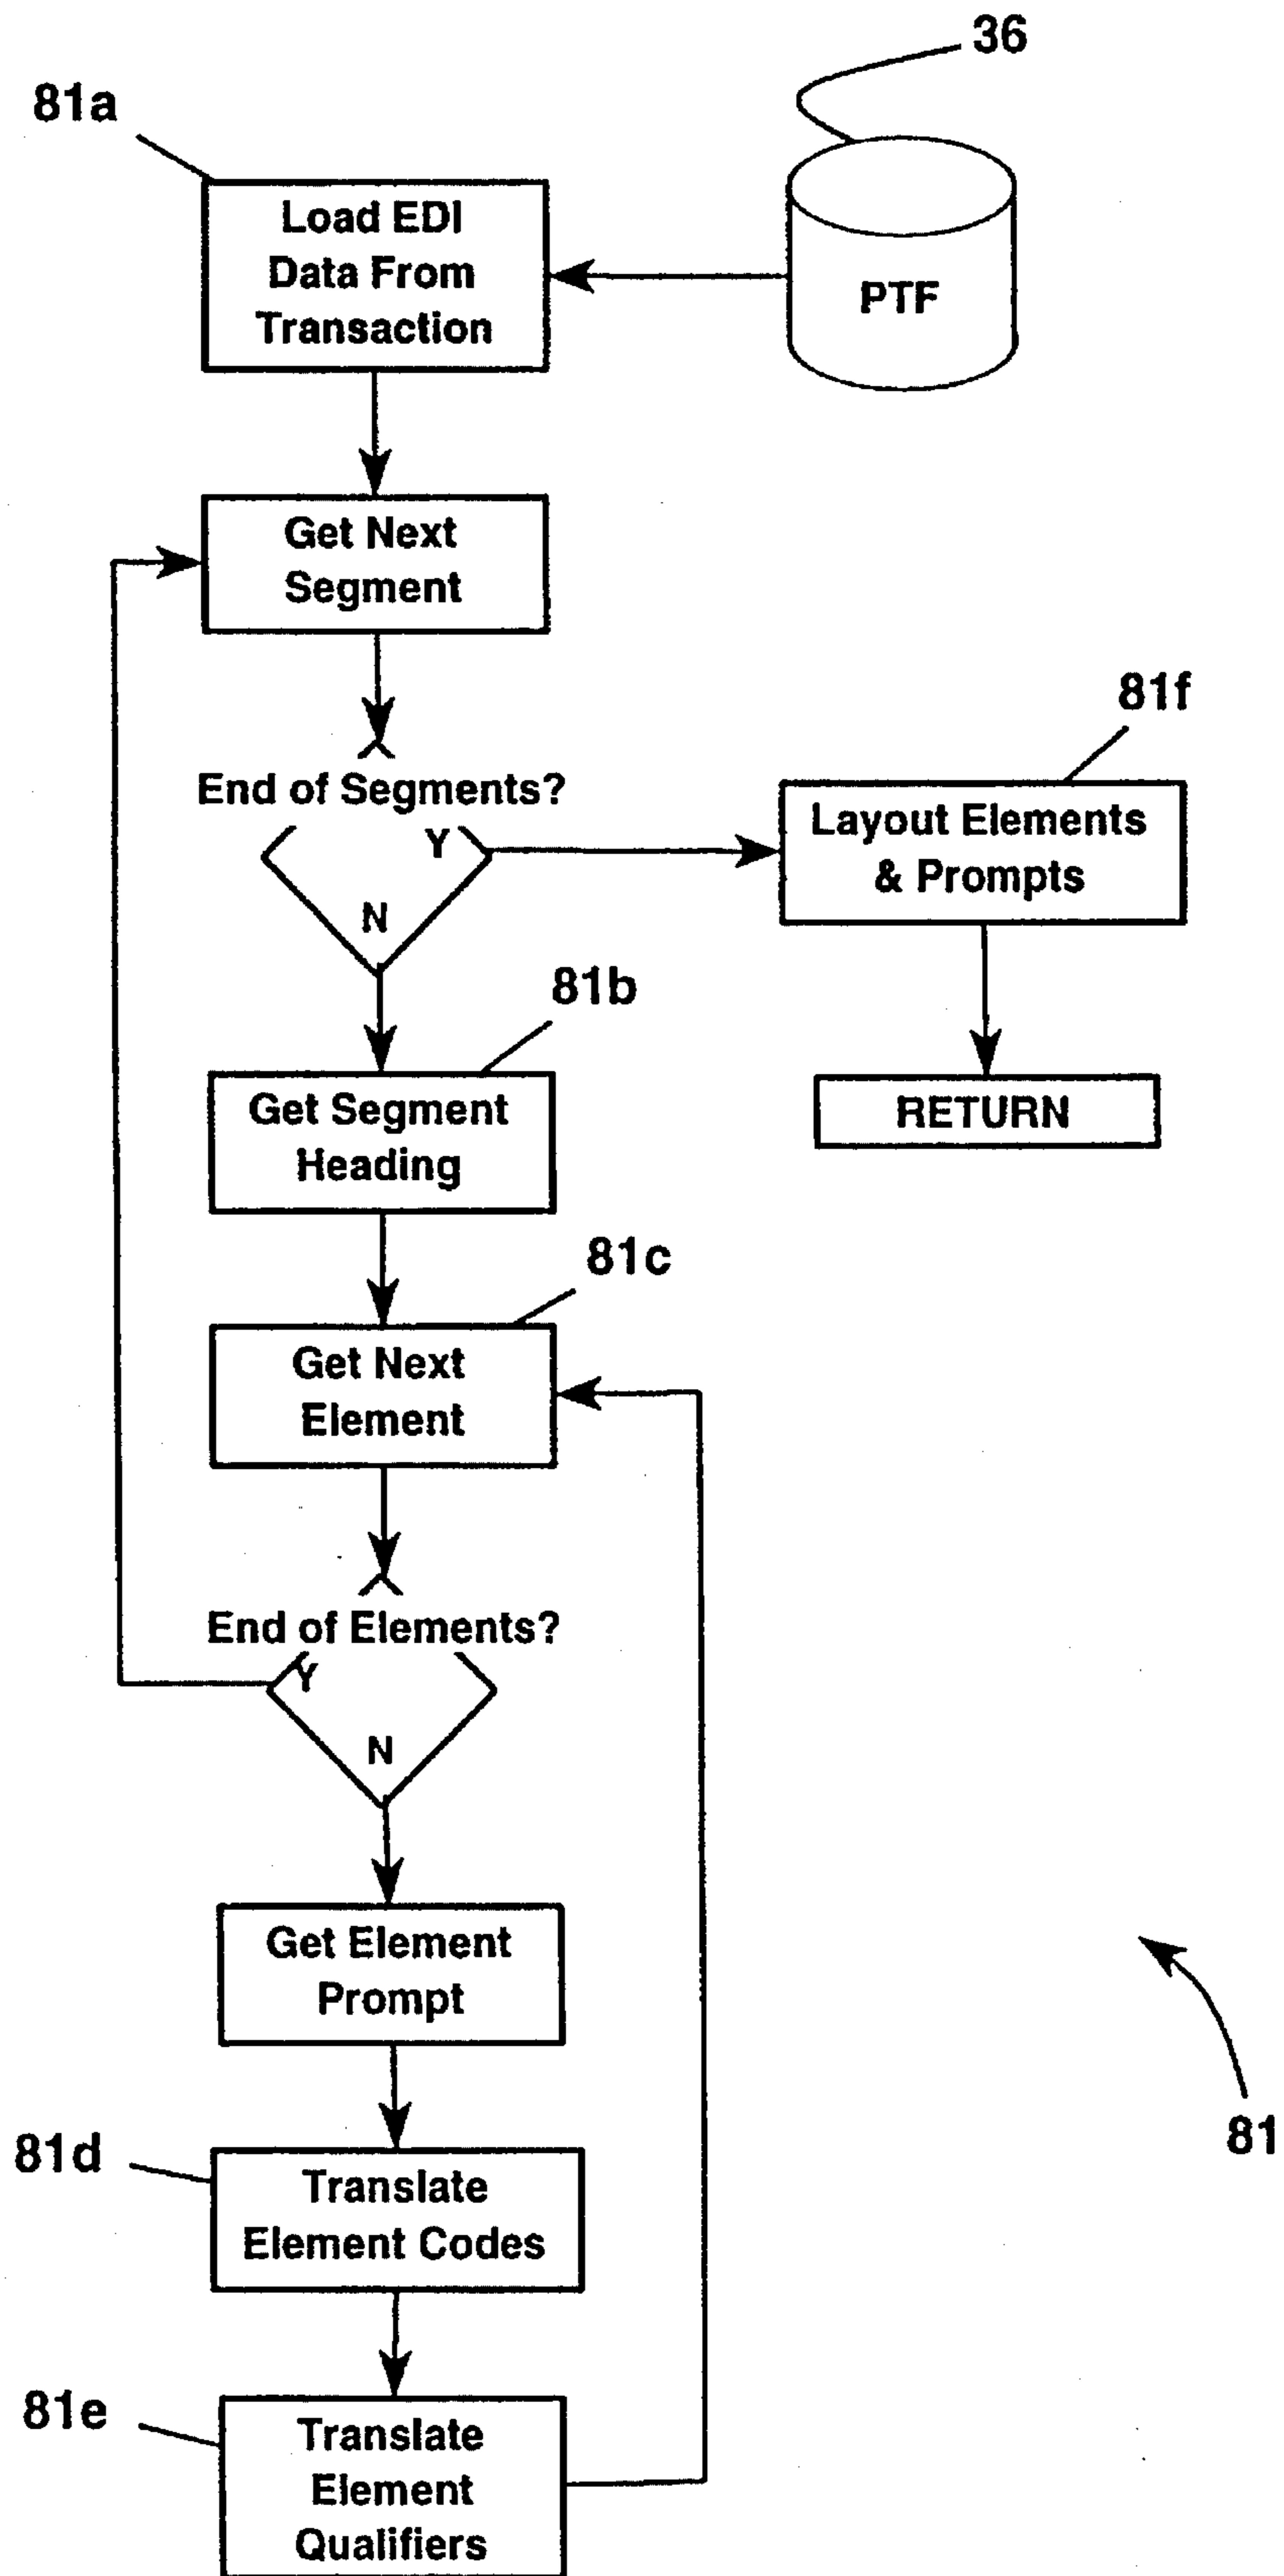 36
81a
Load EDI
Data From
Transaction
PTF
Get Next
Segment
81f
End of Segments?
Y
N
Layout Elements
& Prompts
81b
Get Segment
Heading
RETURN
81c
Get Next
Element
End of Elements?
Y
N
Get Element
Prompt
81
81d
Translate
Element Codes
81e
Translate
Element
Qualifiers